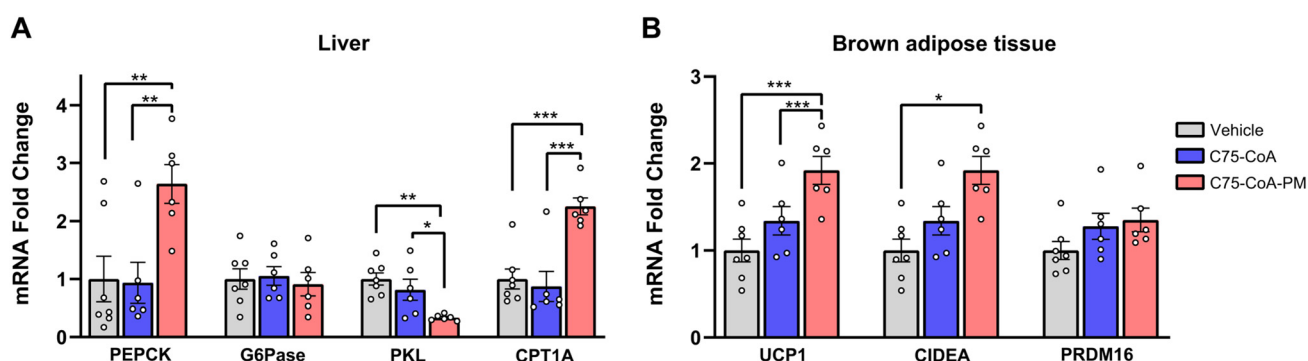 A
Liver
mRNA Fold Change
4
3
2
1
0
**
**
**
*
***
***
PEPCK
G6Pase
PKL
CPT1A
B
Brown adipose tissue
mRNA Fold Change
3
2
1
0
***
***
*
UCP1
CIDEA
PRDM16
Vehicle
C75-CoA
C75-CoA-PM